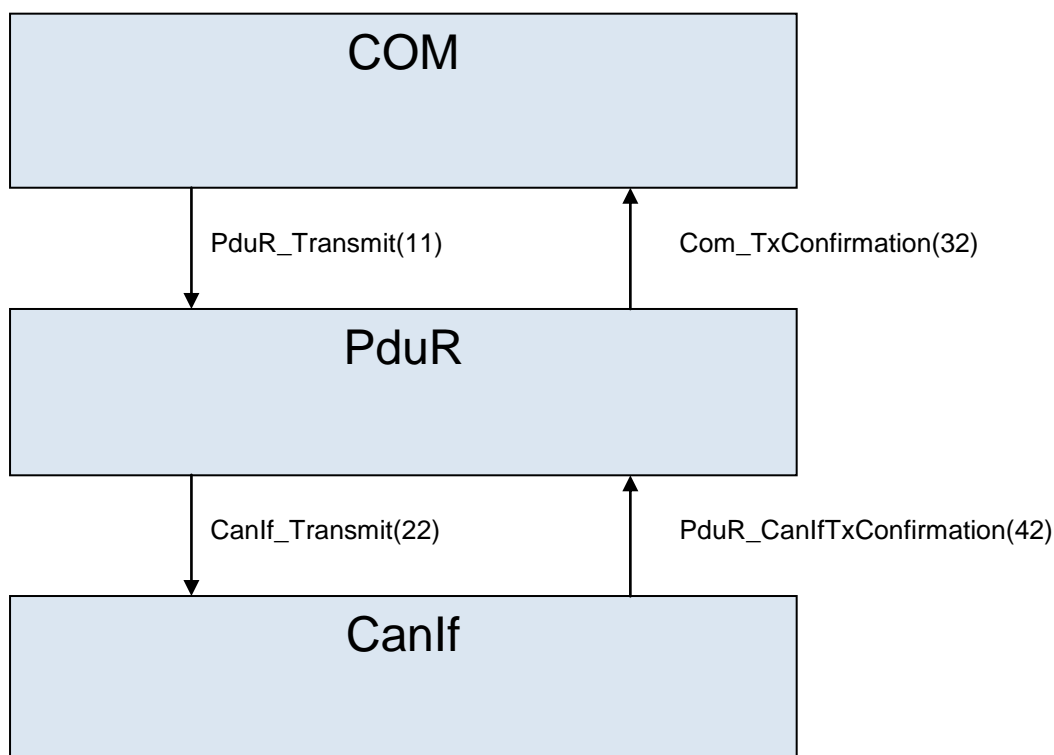 COM
PduR_Transmit(11)
Com_TxConfirmation(32)
PduR
CanIf_Transmit(22)
PduR_CanIfTxConfirmation(42)
CanIf